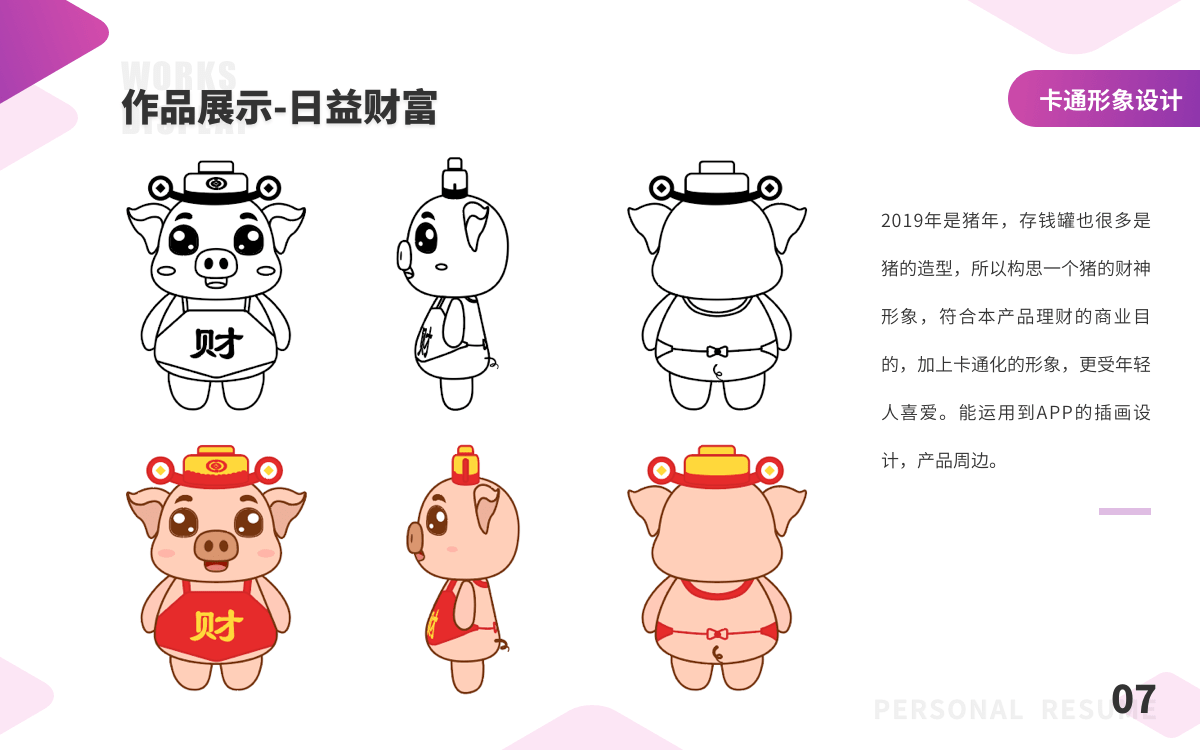 WORKS
作品展示-日益财富
DISPLAY
卡通形象设计
2019年是猪年，存钱罐也很多是
猪的造型，所以构思一个猪的财神
形象，符合本产品理财的商业目
的，加上卡通化的形象，更受年轻
人喜爱。能运用到APP的插画设
计，产品周边。
财
财
财
财
PERSONAL RESUME
07